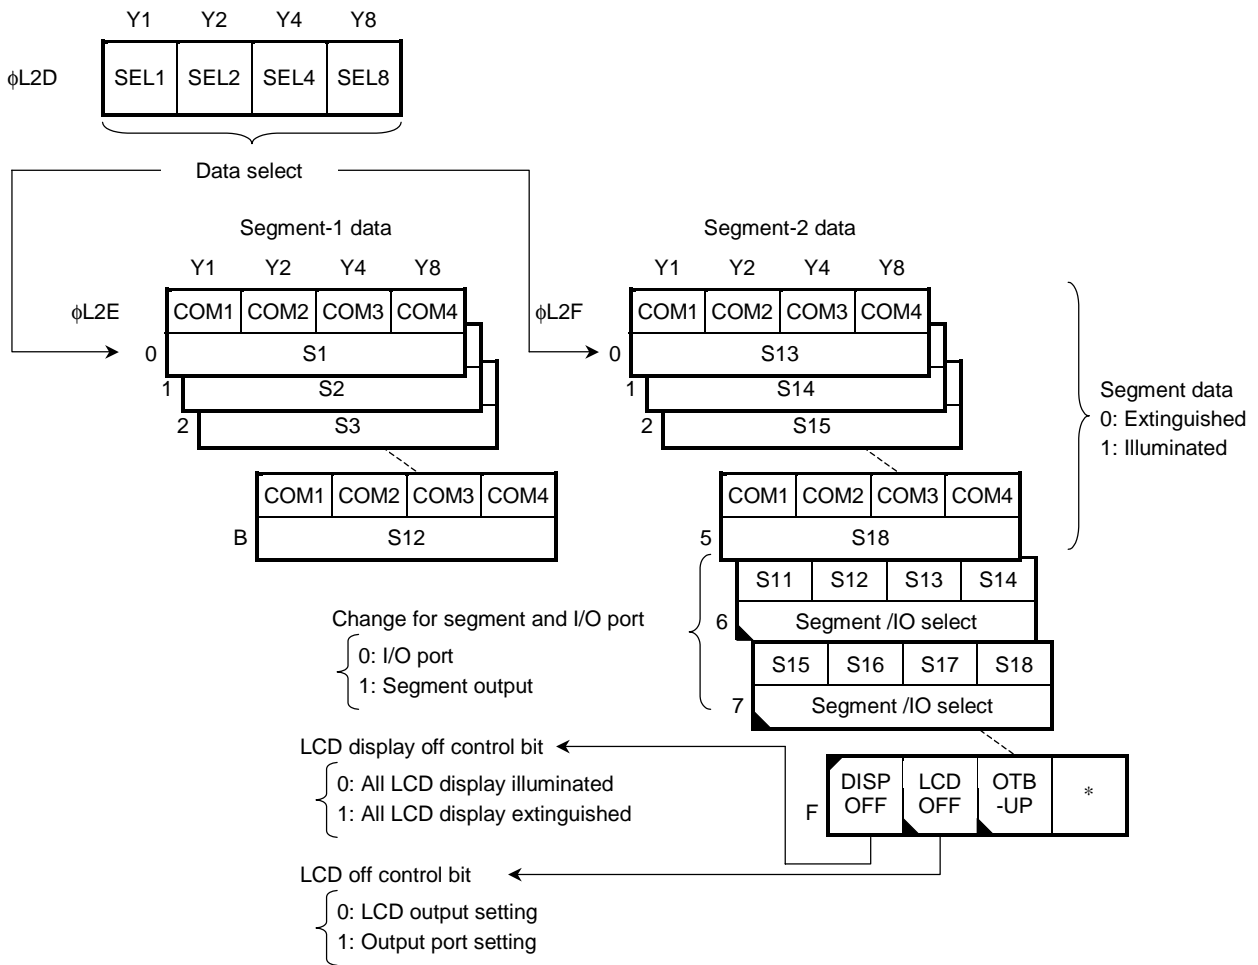 Y1 Y2 Y4 Y8
ϕL2D SEL1 SEL2 SEL4 SEL8
Data select
Segment-1 data
Y1 Y2 Y4 Y8
ϕL2E COM1 COM2 COM3 COM4
0 S1
1 S2
2 S3
COM1 COM2 COM3 COM4
B S12
Segment-2 data
Y1 Y2 Y4 Y8
ϕL2F COM1 COM2 COM3 COM4
0 S13
1 S14
2 S15
COM1 COM2 COM3 COM4
5 S18
Segment data
0: Extinguished
1: Illuminated
S11 S12 S13 S14
6 Segment /IO select
S15 S16 S17 S18
7 Segment /IO select
Change for segment and I/O port
0: I/O port
1: Segment output
F DISP OFF LCD OFF OTB -UP *
LCD display off control bit
0: All LCD display illuminated
1: All LCD display extinguished
LCD off control bit
0: LCD output setting
1: Output port setting